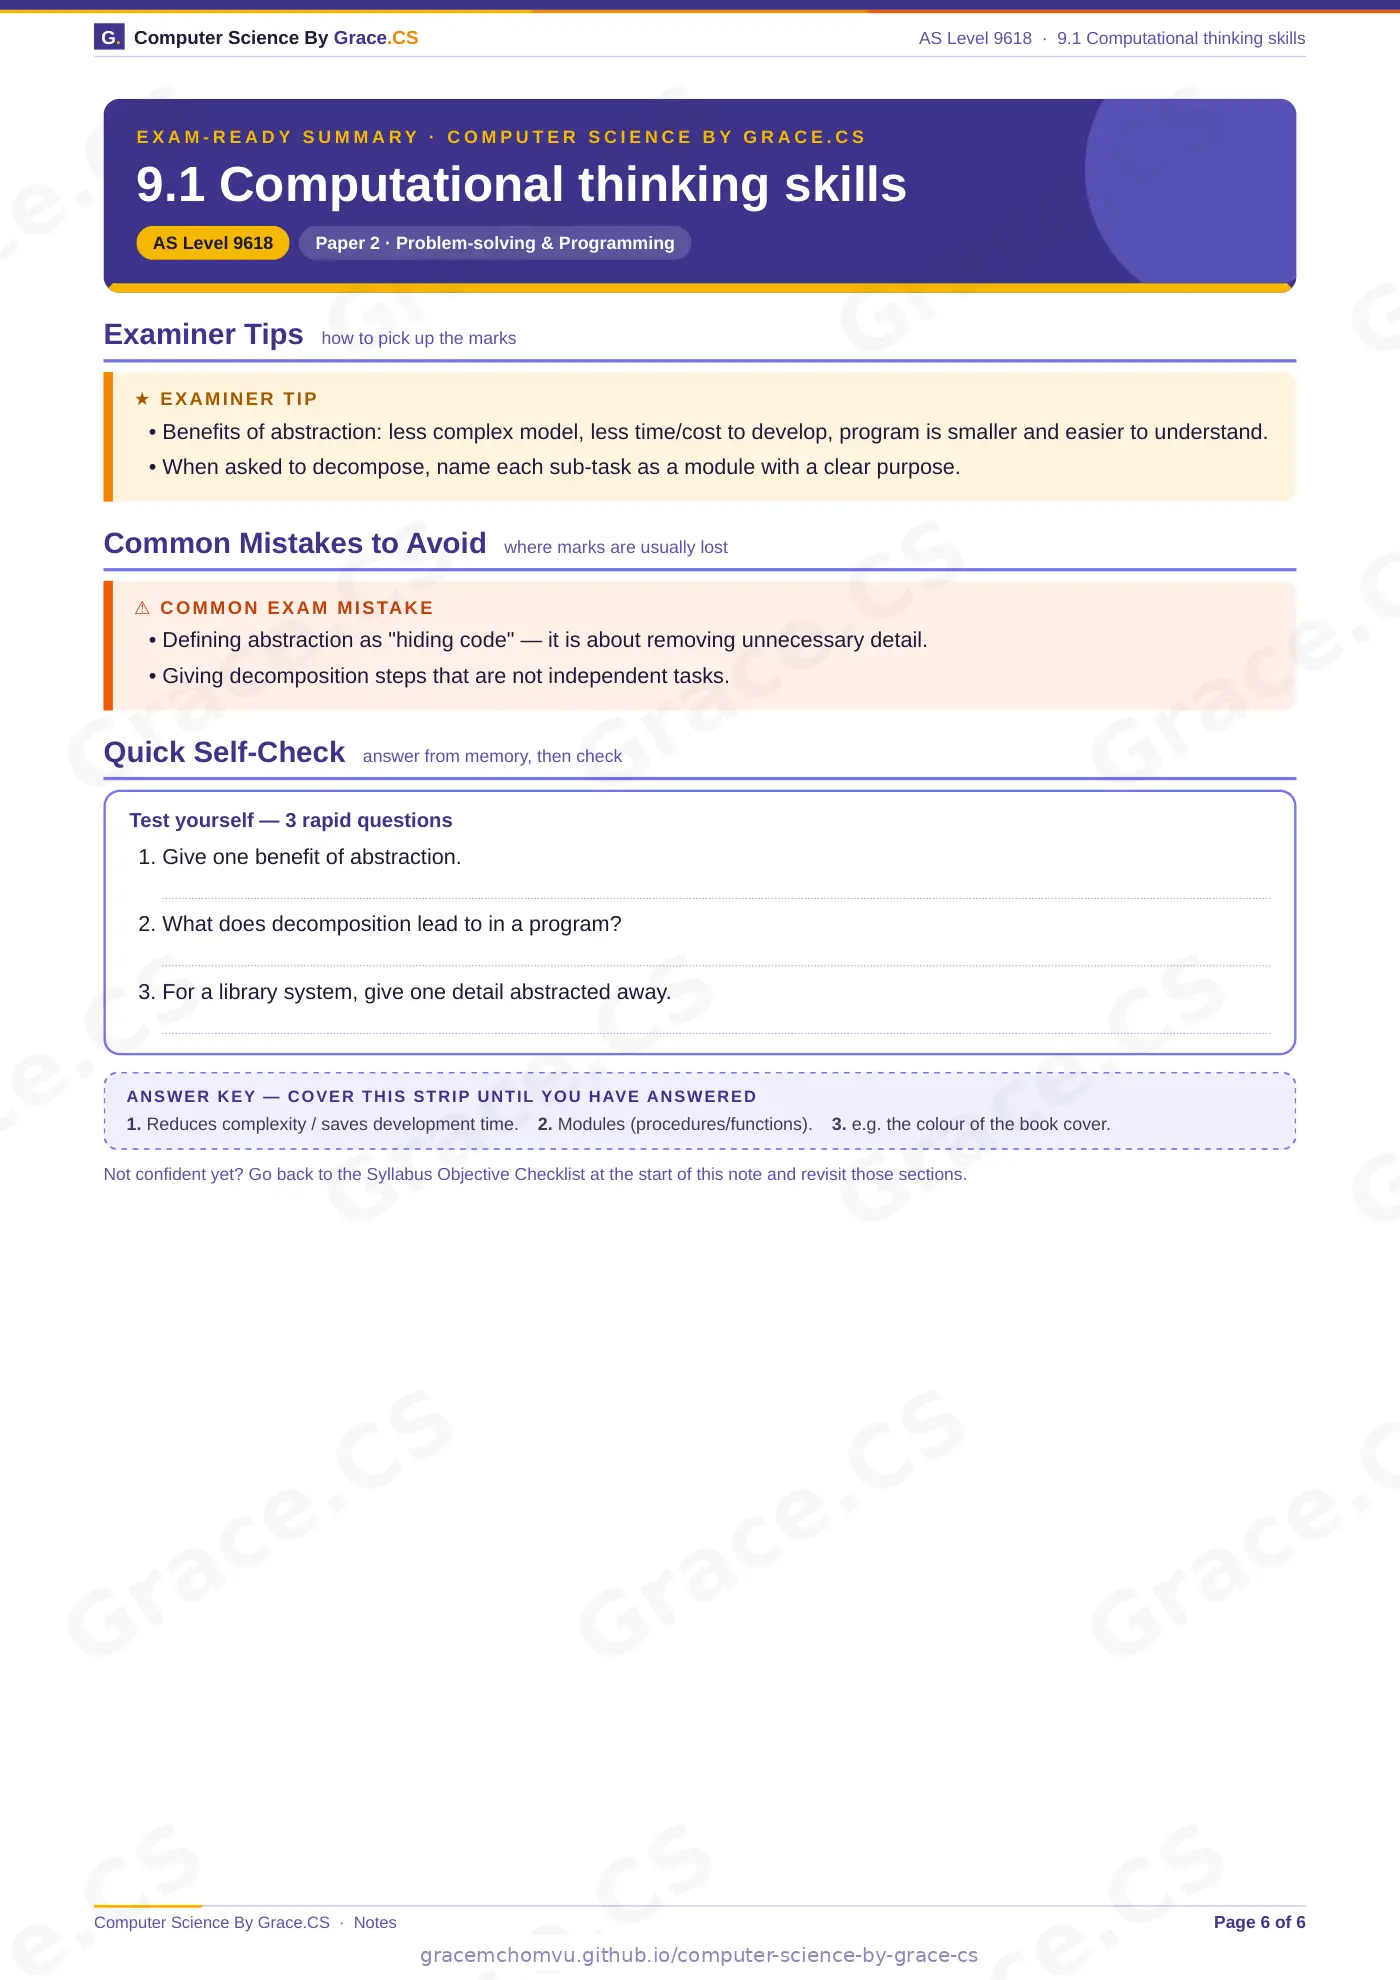 G. Computer Science By Grace.CS
AS Level 9618 · 9.1 Computational thinking skills
EXAM-READY SUMMARY · COMPUTER SCIENCE BY GRACE.CS
9.1 Computational thinking skills
AS Level 9618 Paper 2 · Problem-solving & Programming
Examiner Tips how to pick up the marks
★ EXAMINER TIP
• Benefits of abstraction: less complex model, less time/cost to develop, program is smaller and easier to understand.
• When asked to decompose, name each sub-task as a module with a clear purpose.
Common Mistakes to Avoid where marks are usually lost
⚠ COMMON EXAM MISTAKE
• Defining abstraction as "hiding code" — it is about removing unnecessary detail.
• Giving decomposition steps that are not independent tasks.
Quick Self-Check answer from memory, then check
Test yourself — 3 rapid questions
1. Give one benefit of abstraction.
2. What does decomposition lead to in a program?
3. For a library system, give one detail abstracted away.
ANSWER KEY — COVER THIS STRIP UNTIL YOU HAVE ANSWERED
1. Reduces complexity / saves development time. 2. Modules (procedures/functions). 3. e.g. the colour of the book cover.
Not confident yet? Go back to the Syllabus Objective Checklist at the start of this note and revisit those sections.
Computer Science By Grace.CS · Notes
Page 6 of 6
gracemchomvu.github.io/computer-science-by-grace-cs